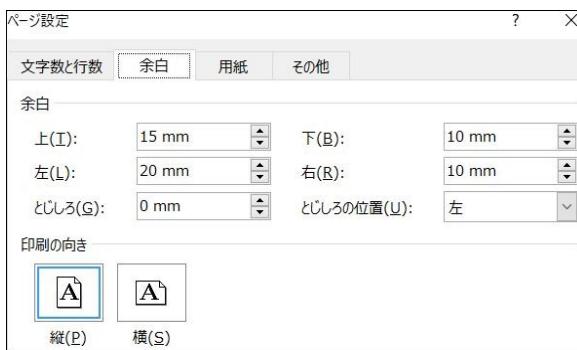 ページ設定 ?
文字数と行数 余白 用紙 その他
余白
上(T): 15 mm 下(B): 10 mm
左(L): 20 mm 右(R): 10 mm
とじしろ(G): 0 mm とじしろの位置(U): 左
印刷の向き
A A
縦(P) 横(S)